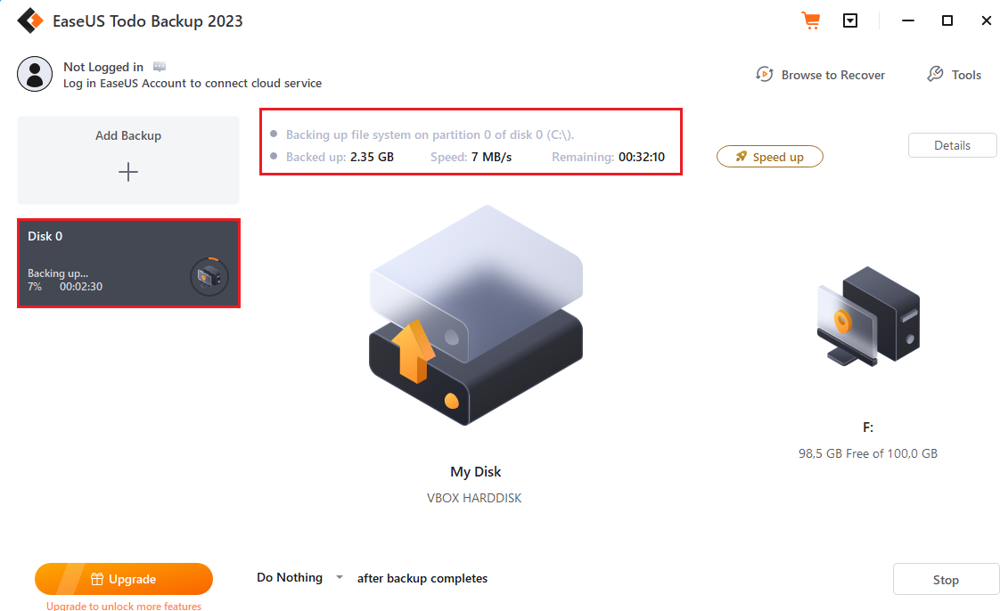 EaseUS Todo Backup 2023
Not Logged in
Log in EaseUS Account to connect cloud service
Browse to Recover
Tools
Add Backup
Backing up file system on partition 0 of disk 0 (C:\).
Backed up: 2.35 GB Speed: 7 MB/s Remaining: 00:32:10
Speed up
Details
Disk 0
Backing up...
7% 00:02:30
My Disk
VBOX HARDDISK
F:
98,5 GB Free of 100,0 GB
Upgrade
Upgrade to unlock more features
Do Nothing after backup completes
Stop